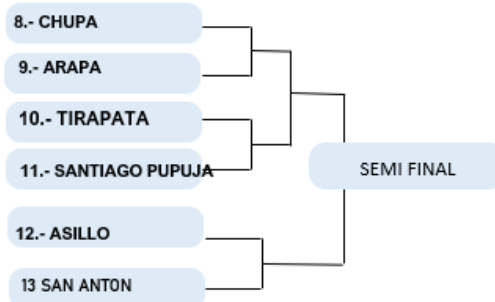 8.- CHUPA
9.- ARAPA
10.- TIRAPATA
11.- SANTIAGO PUPUJA
SEMI FINAL
12.- ASILLO
13 SAN ANTON